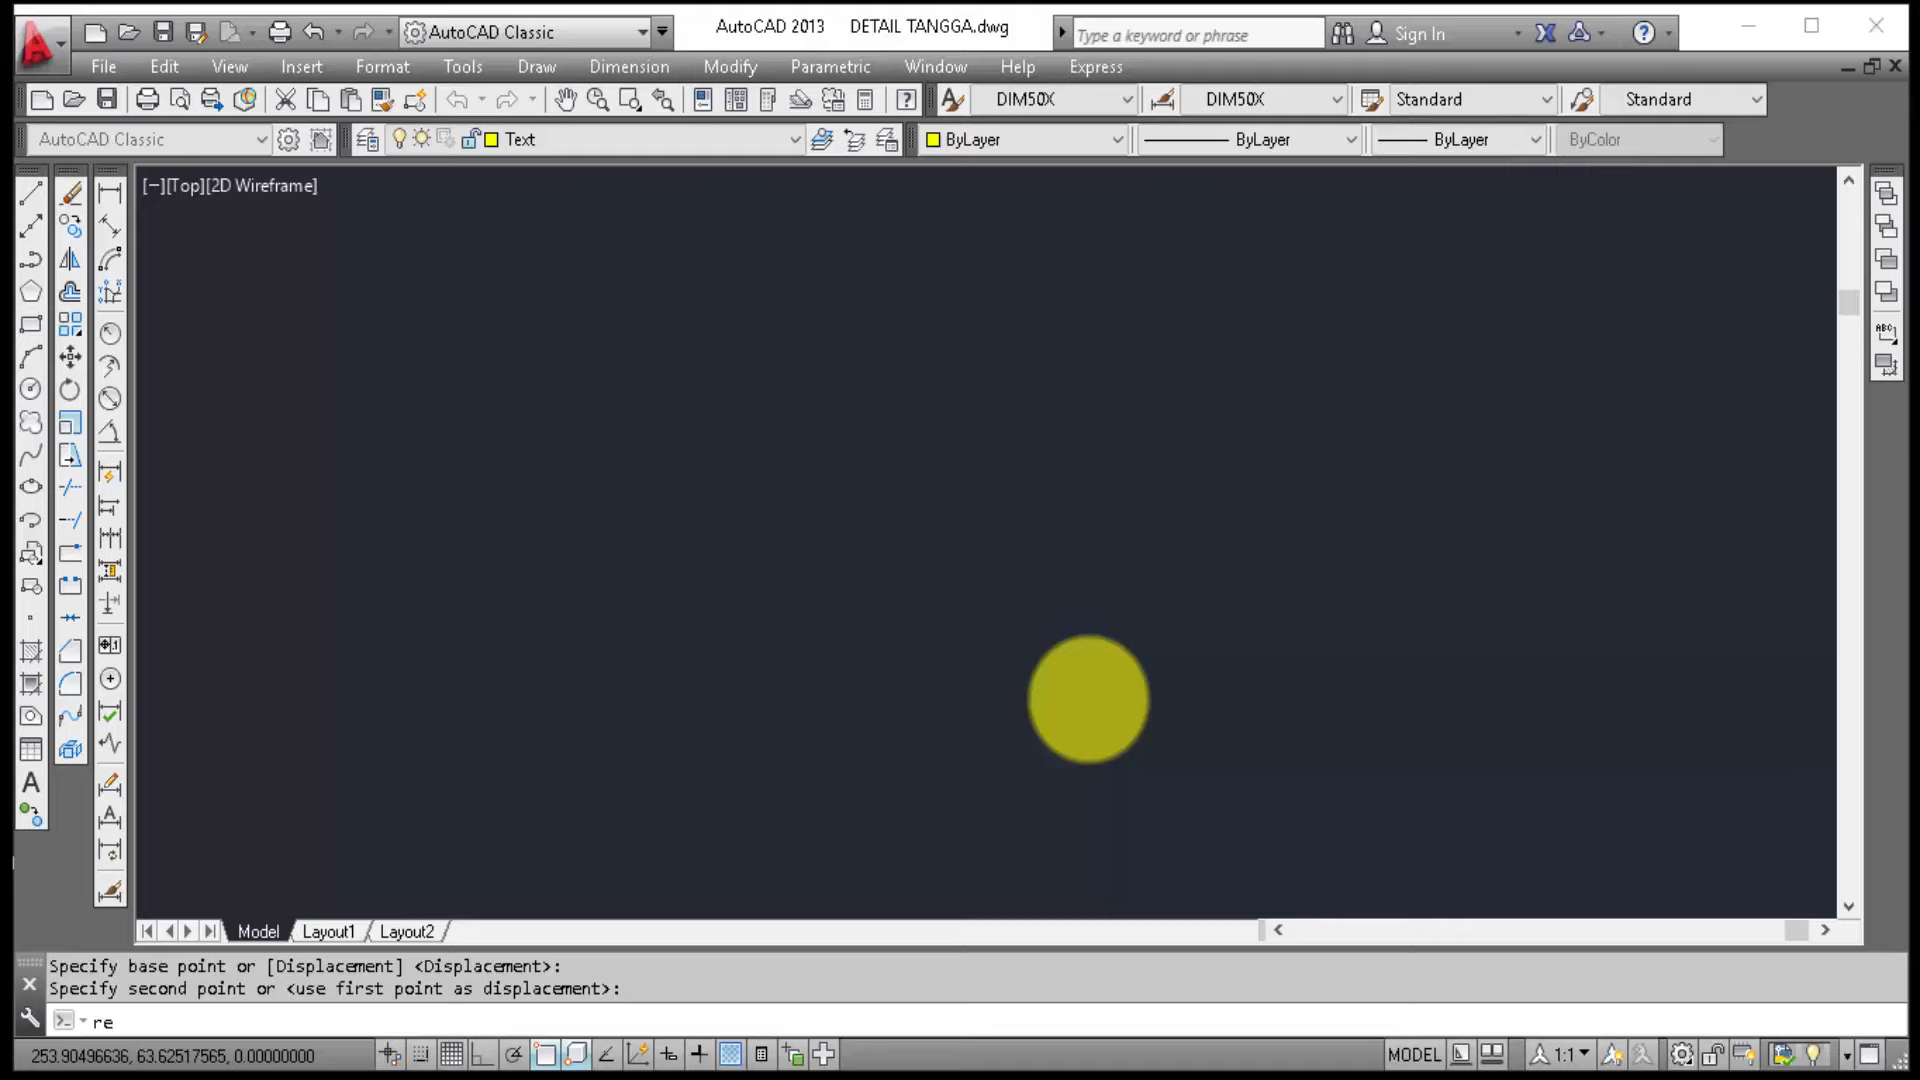 AutoCAD Classic
AutoCAD 2013 DETAIL TANGGA.dwg
Type a keyword or phrase
Sign In
File Edit View Insert Format Tools Draw Dimension Modify Parametric Window Help Express
DIM50X DIM50X Standard Standard
AutoCAD Classic Text ByLayer ByLayer ByLayer ByColor
[−][Top][2D Wireframe]
ABC
A
A
Model Layout1 Layout2
Specify base point or [Displacement] <Displacement>:
Specify second point or <use first point as displacement>:
re
253.90496636, 63.62517565, 0.00000000 MODEL 1:1